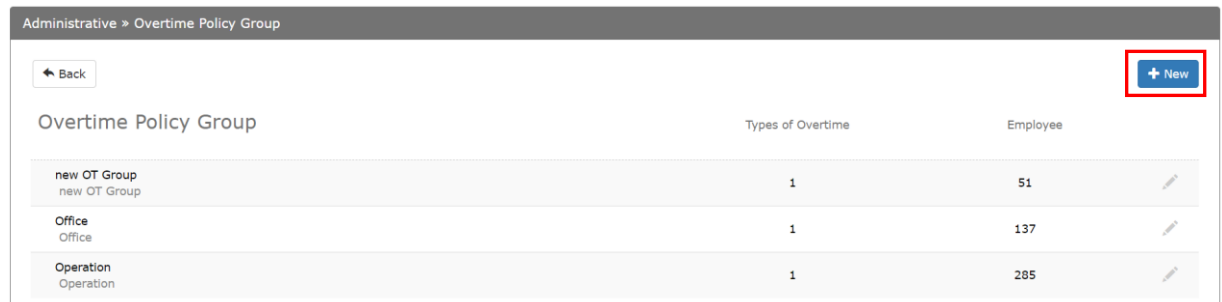 Administrative » Overtime Policy Group
Back
New
Overtime Policy Group Types of Overtime Employee
new OT Group
new OT Group
1 51
Office
Office
1 137
Operation
Operation
1 285